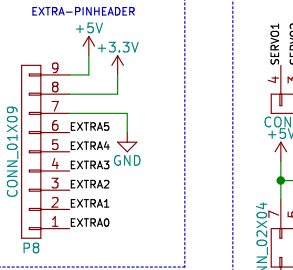 EXTRA-PINHEADER
+5V
+3.3V
9
8
7
6 EXTRA5
5 EXTRA4
4 EXTRA3
3 EXTRA2
2 EXTRA1
1 EXTRA0
GND
CONN_01X09
P8
SERVO1
4
3
CON
+5V
7
5
NN_02X04